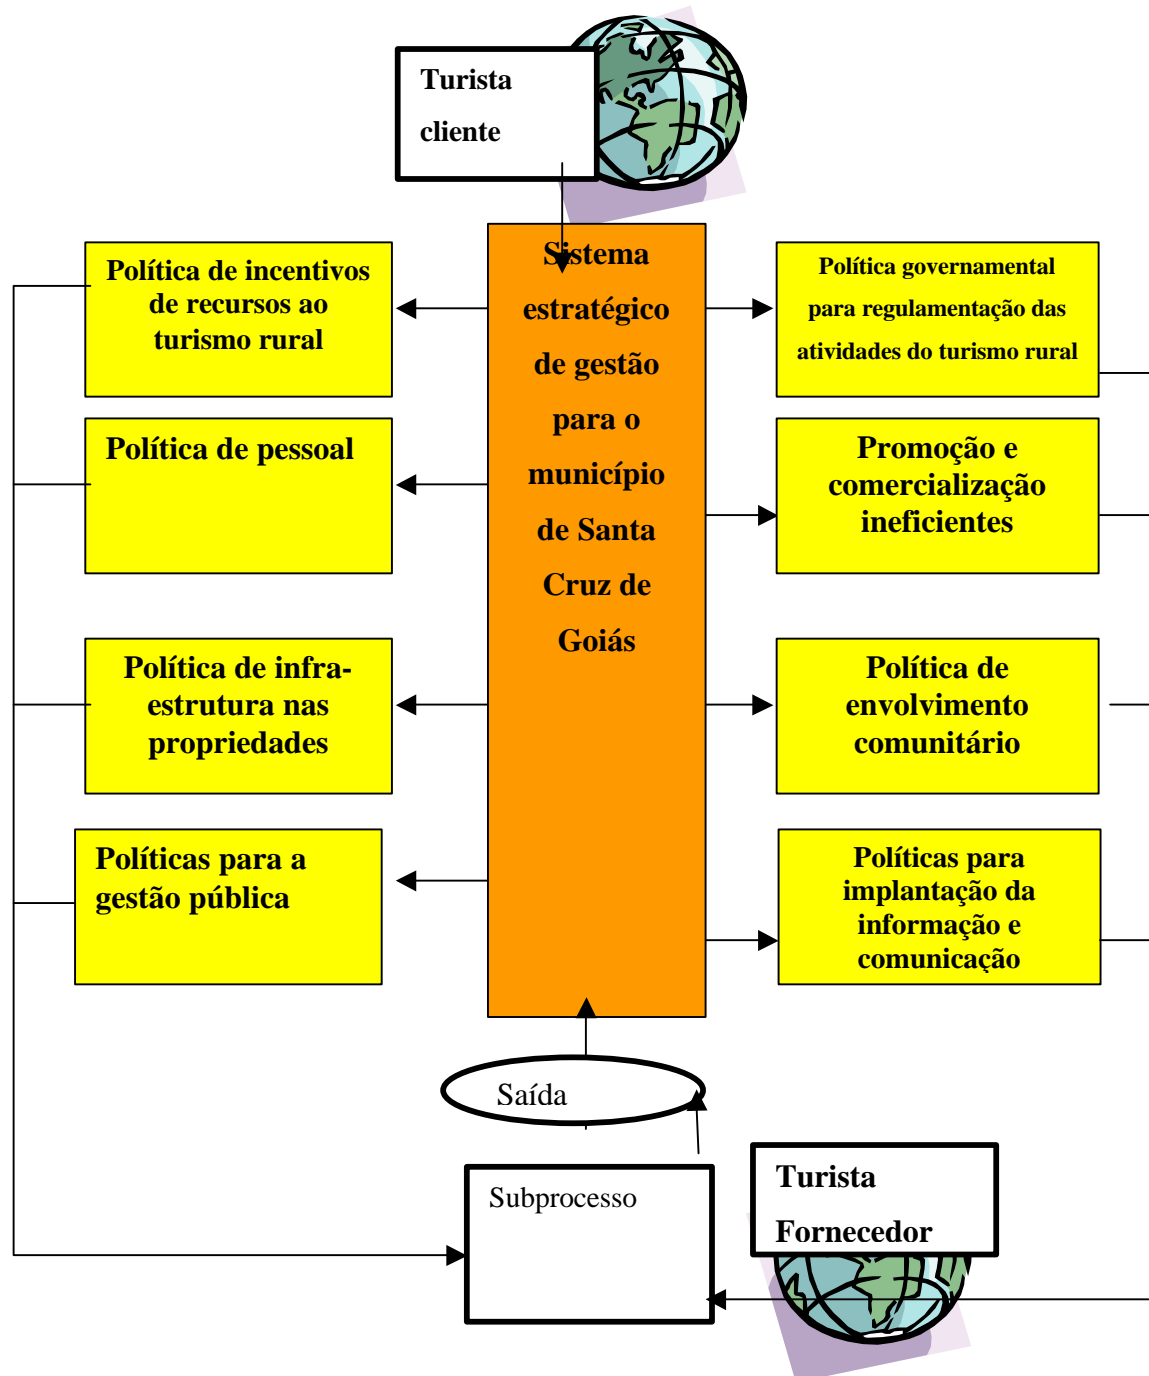 Turista
cliente
Política de incentivos
de recursos ao
turismo rural
Política de pessoal
Política de infra-
estrutura nas
propriedades
Políticas para a
gestão pública
Sistema
estratégico
de gestão
para o
município
de Santa
Cruz de
Goiás
Política governamental
para regulamentação das
atividades do turismo rural
Promoção e
comercialização
ineficientes
Política de
envolvimento
comunitário
Políticas para
implantação da
informação e
comunicação
Saída
Subprocesso
Turista
Fornecedor